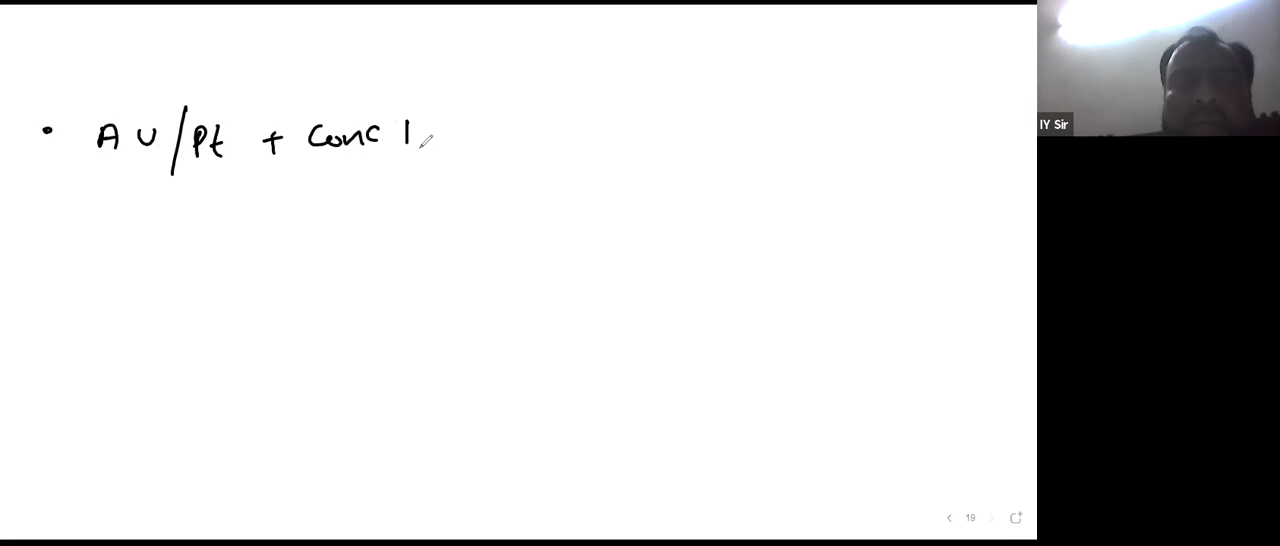 • Au/Pt + Conc
IY Sir
19